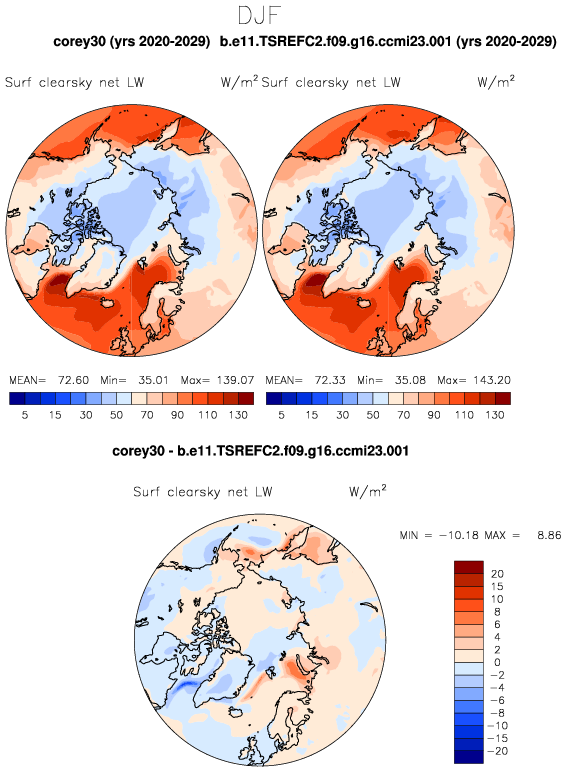 DJF
corey30 (yrs 2020-2029) b.e11.TSREFC2.f09.g16.ccmi23.001 (yrs 2020-2029)
Surf clearsky net LW W/m² Surf clearsky net LW W/m²
MEAN= 72.60 Min= 35.01 Max= 139.07 MEAN= 72.33 Min= 35.08 Max= 143.20
5 15 30 50 70 90 110 130 5 15 30 50 70 90 110 130
corey30 - b.e11.TSREFC2.f09.g16.ccmi23.001
Surf clearsky net LW W/m²
MIN = -10.18 MAX = 8.86
20
15
10
8
6
4
2
0
-2
-4
-6
-8
-10
-15
-20